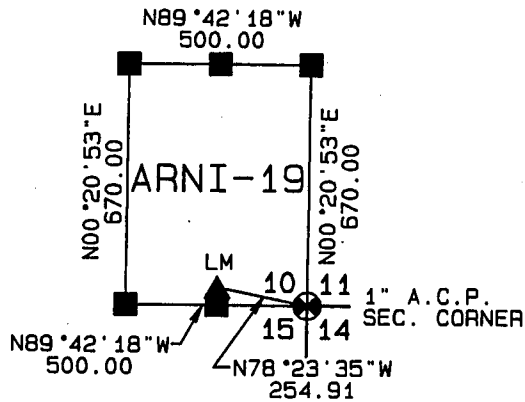 N89°42'18"W
500.00
N00°20'53"E
670.00
ARNI-19
N00°20'53"E
670.00
LM
10 11
15 14
1" A.C.P.
SEC. CORNER
N89°42'18"W
500.00
N78°23'35"W
254.91